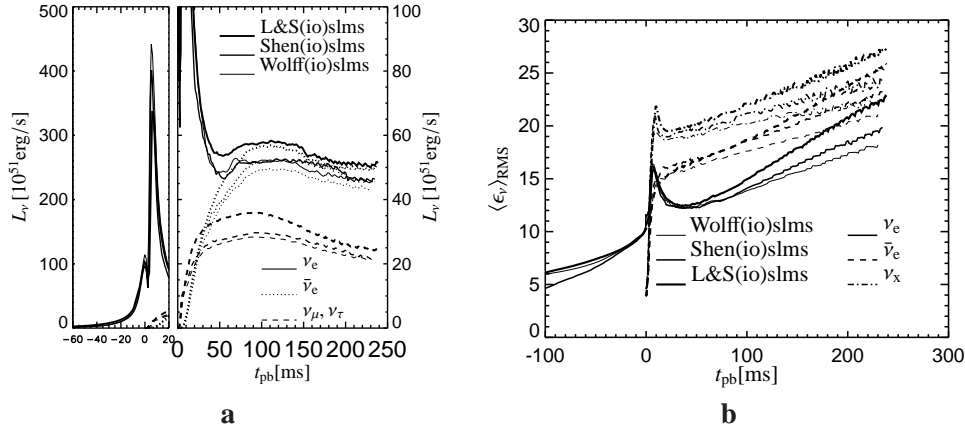 500
400
300
200
100
0
L_ν [10^51 erg/s]
-60 -40 -20 0 20
L&S(io)slms
Shen(io)slms
Wolff(io)slms
ν_e
ν̄_e
ν_μ, ν_τ
100
80
60
40
20
0
L_ν [10^51 erg/s]
0 50 100 150 200 250
t_pb[ms]
a
30
25
20
15
10
5
0
⟨ϵ_ν⟩_RMS
Wolff(io)slms
Shen(io)slms
L&S(io)slms
ν_e
ν̄_e
ν_x
-100 0 100 200 300
t_pb[ms]
b